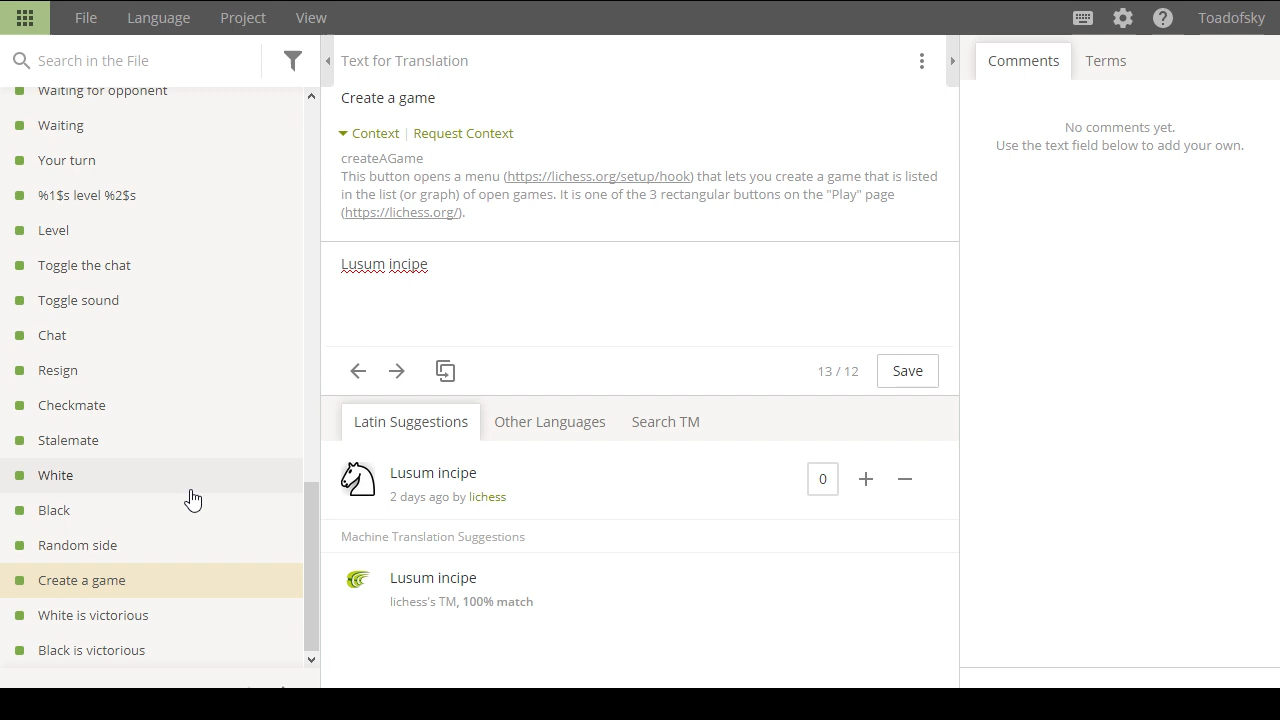 File Language Project View Toadofsky
Search in the File
Waiting for opponent
Waiting
Your turn
%1$s level %2$s
Level
Toggle the chat
Toggle sound
Chat
Resign
Checkmate
Stalemate
White
Black
Random side
Create a game
White is victorious
Black is victorious
Text for Translation
Create a game
Context | Request Context
createAGame
This button opens a menu (https://lichess.org/setup/hook) that lets you create a game that is listed
in the list (or graph) of open games. It is one of the 3 rectangular buttons on the "Play" page
(https://lichess.org/).
Lusum incipe
13 / 12 Save
Latin Suggestions Other Languages Search TM
Lusum incipe
2 days ago by lichess
0
Machine Translation Suggestions
Lusum incipe
lichess's TM, 100% match
Comments Terms
No comments yet.
Use the text field below to add your own.